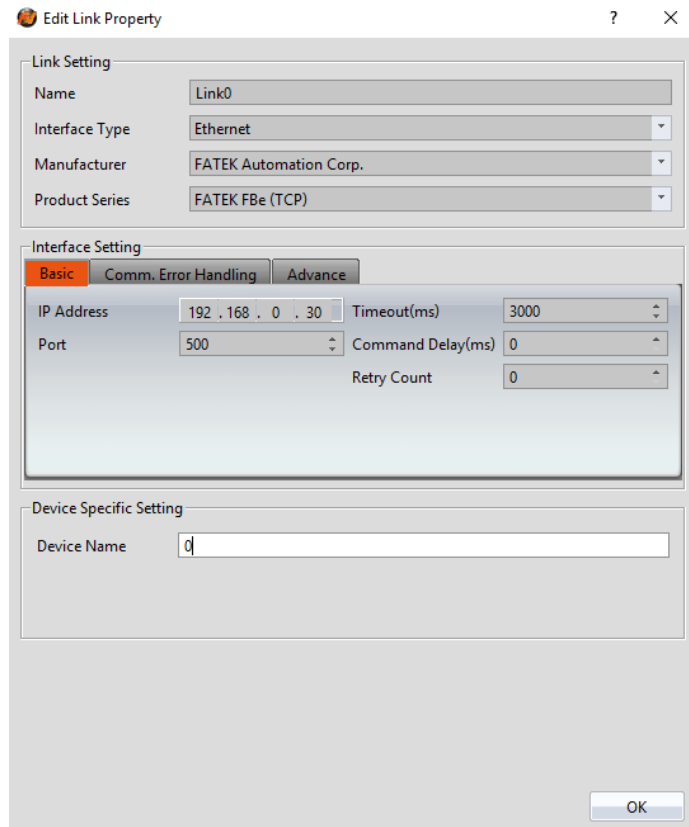 Edit Link Property ? ×
Link Setting
Name Link0
Interface Type Ethernet
Manufacturer FATEK Automation Corp.
Product Series FATEK FBe (TCP)
Interface Setting
Basic Comm. Error Handling Advance
IP Address 192 . 168 . 0 . 30 Timeout(ms) 3000
Port 500 Command Delay(ms) 0
Retry Count 0
Device Specific Setting
Device Name 0
OK